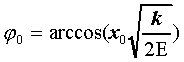 φ₀ = arccos(x₀√(k/2E))